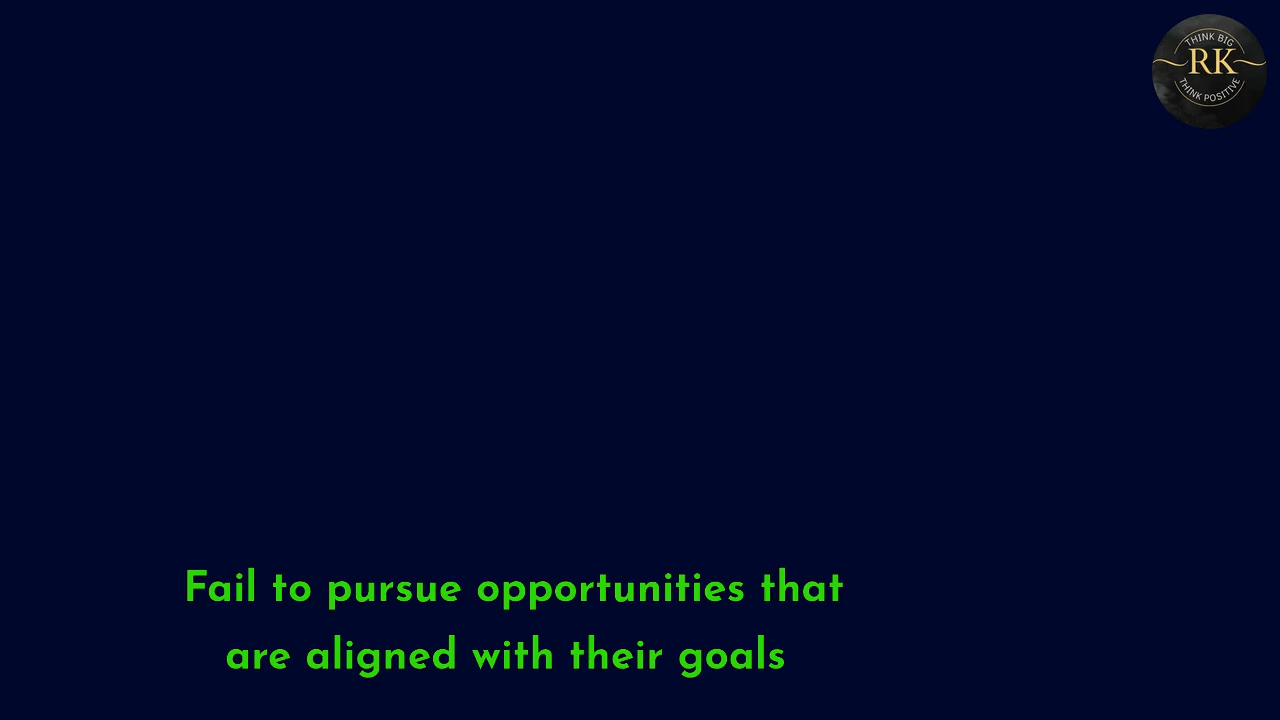 THINK BIG
RK
THINK POSITIVE
Fail to pursue opportunities that
are aligned with their goals